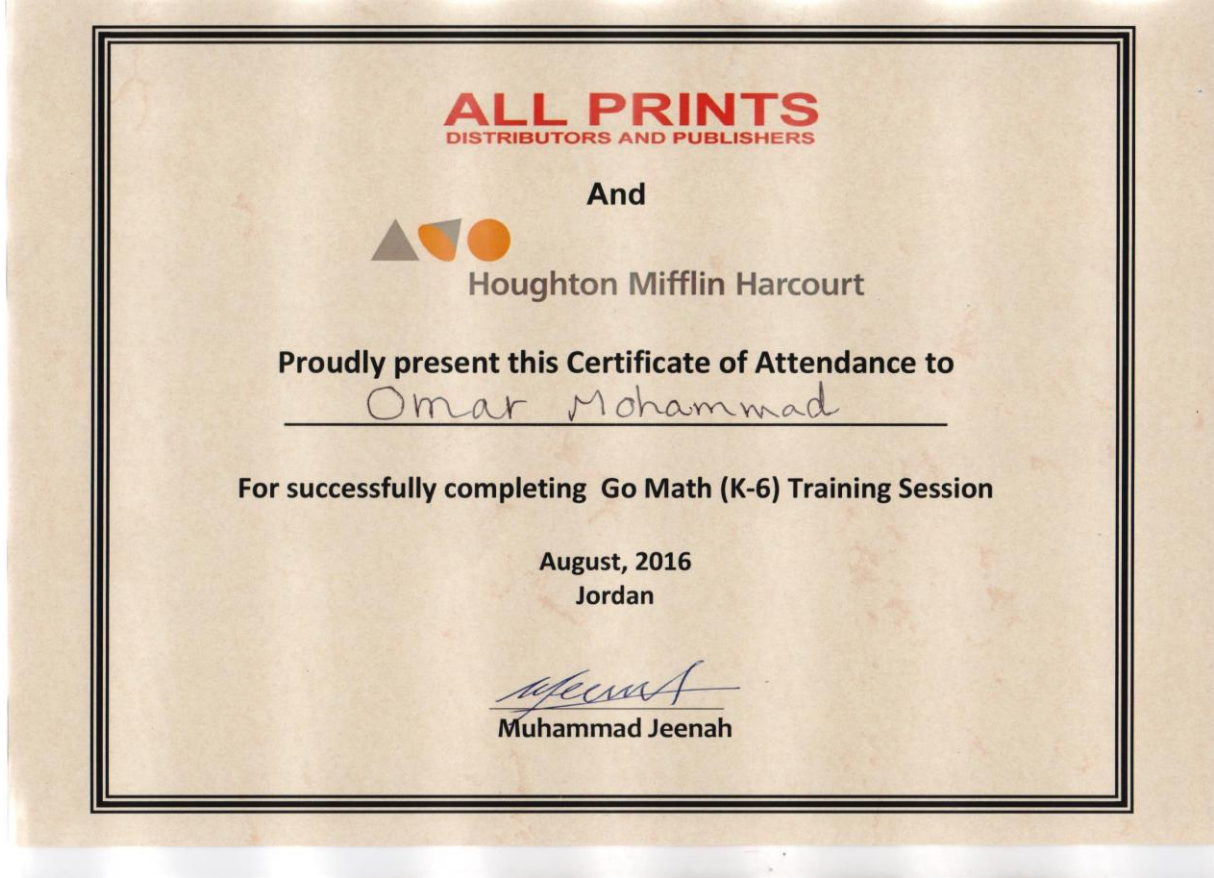 ALL PRINTS
DISTRIBUTORS AND PUBLISHERS
And
Houghton Mifflin Harcourt
Proudly present this Certificate of Attendance to
Omar Mohammad
For successfully completing Go Math (K-6) Training Session
August, 2016
Jordan
Muhammad Jeenah